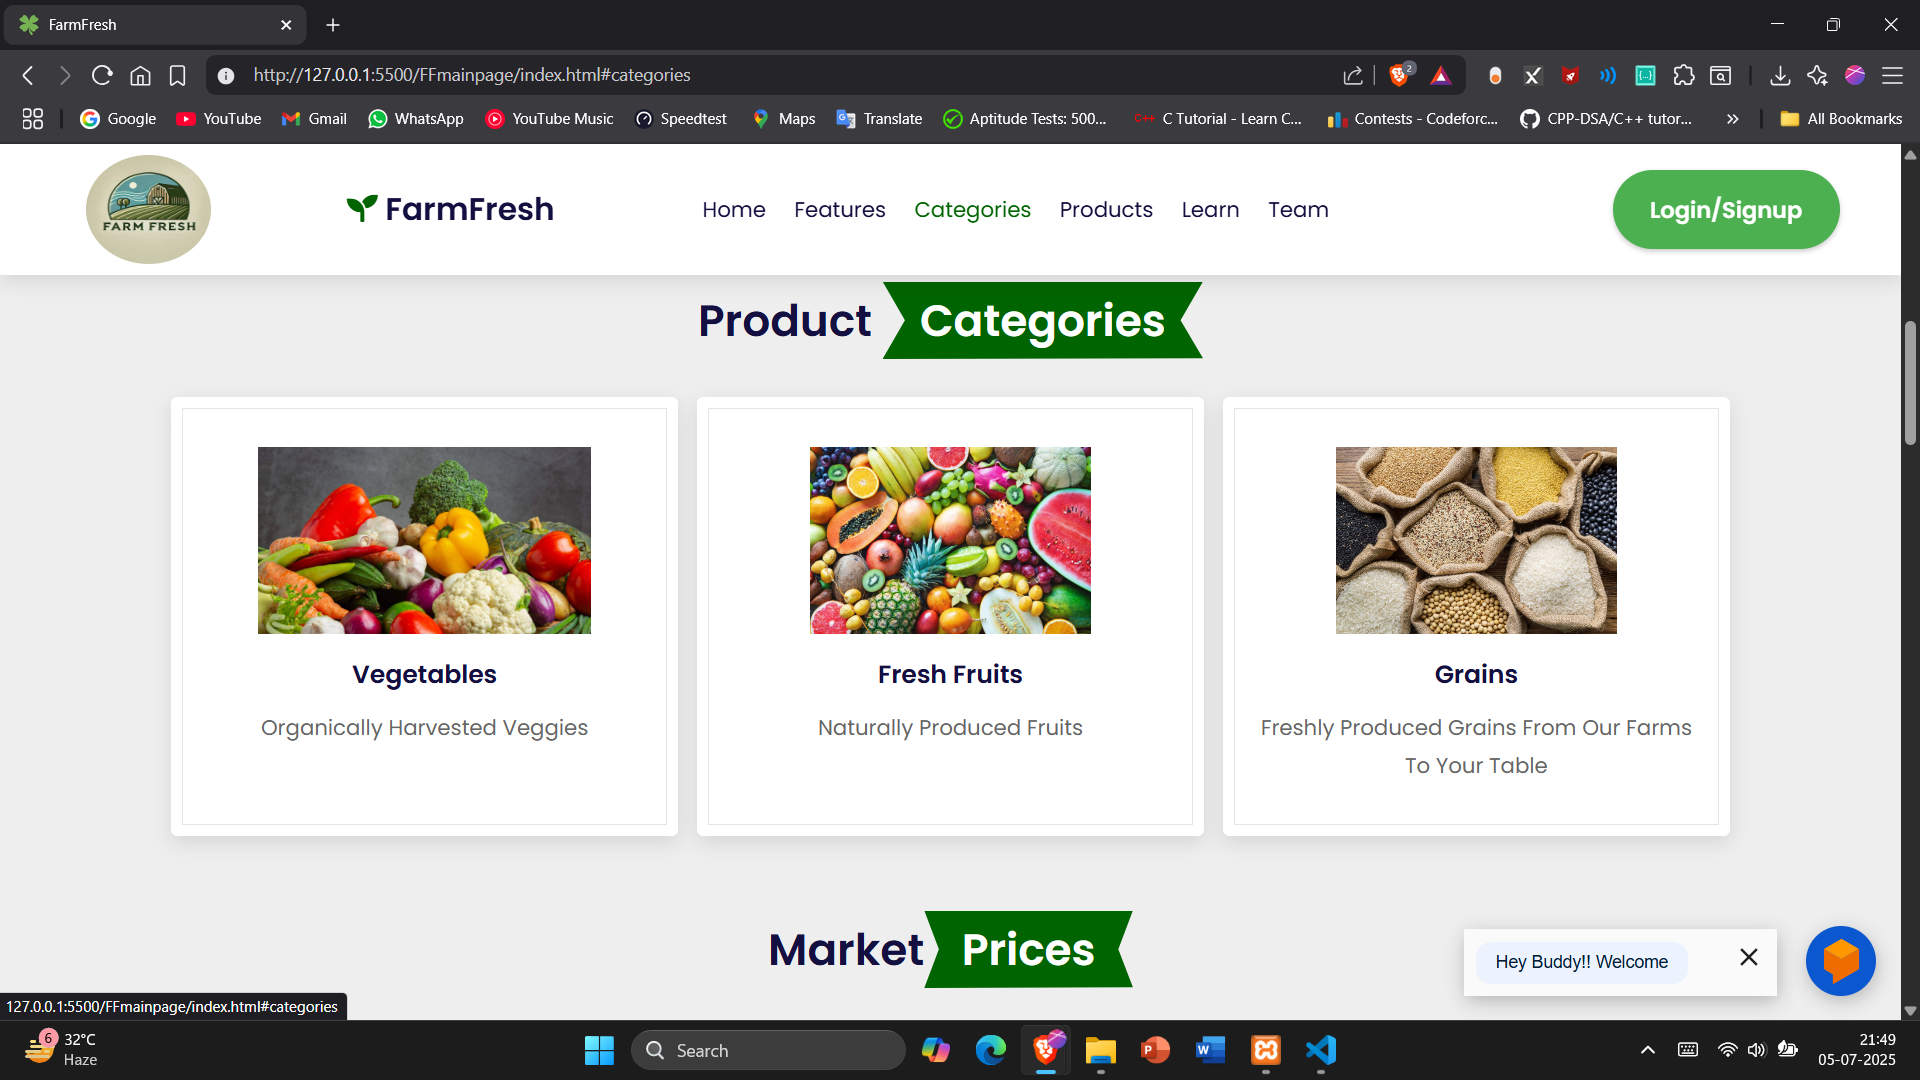 FarmFresh
http://127.0.0.1:5500/FFmainpage/index.html#categories
2
Google YouTube Gmail WhatsApp YouTube Music Speedtest Maps Translate Aptitude Tests: 500... C Tutorial - Learn C... Contests - Codeforc... CPP-DSA/C++ tutor... » All Bookmarks
FARM FRESH
FarmFresh
Home Features Categories Products Learn Team
Login/Signup
Product Categories
Vegetables
Organically Harvested Veggies
Fresh Fruits
Naturally Produced Fruits
Grains
Freshly Produced Grains From Our Farms
To Your Table
Market Prices
Hey Buddy!! Welcome
127.0.0.1:5500/FFmainpage/index.html#categories
6
32°C
Haze
Search
21:49
05-07-2025